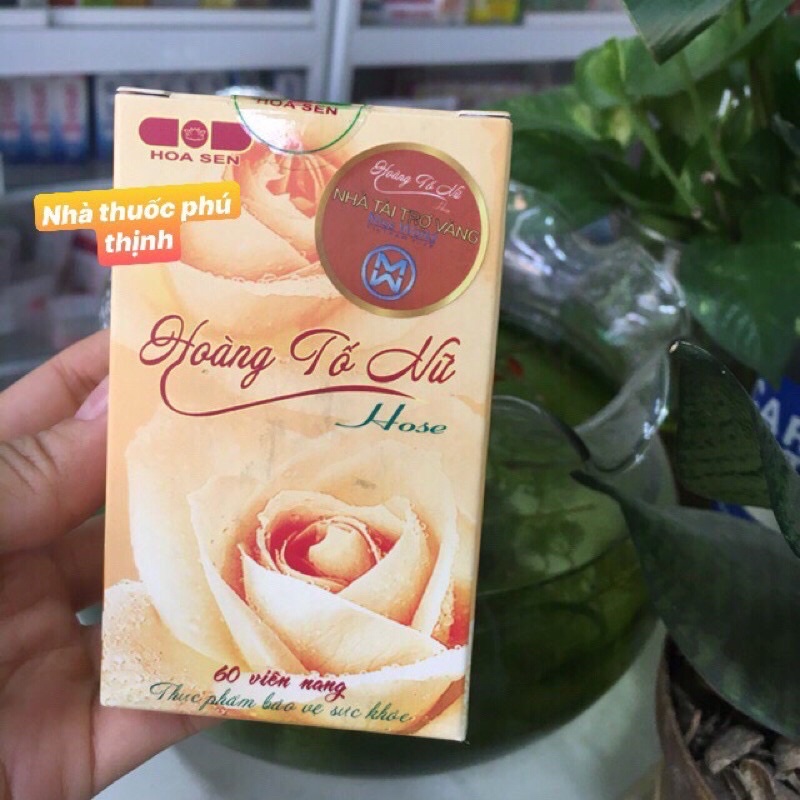 HOA SEN
HOA SEN
Nhà thuốc phú
thịnh
Hoàng Tố Nữ
NHÀ TÀI TRỢ VÀNG
Hoàng Tố Nữ
Hose
60 viên nang
Thực phẩm bảo vệ sức khỏe